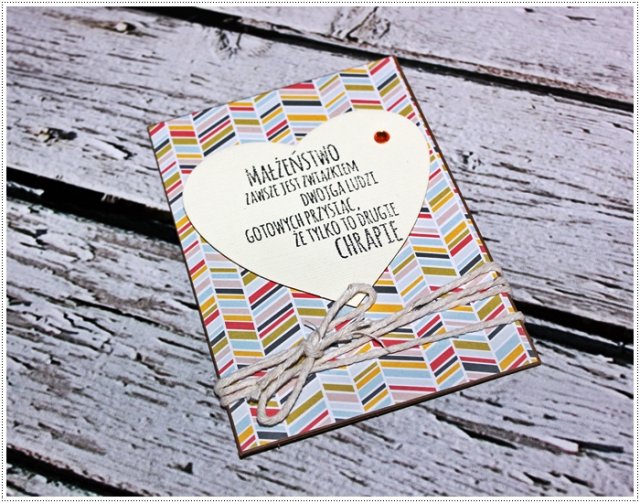 MAŁŻEŃSTWO
ZAWSZE JEST ZWIĄZKIEM
DWOJGA LUDZI
GOTOWYCH PRZYSIĄC,
ŻE TYLKO TO DRUGIE
CHRAPIE